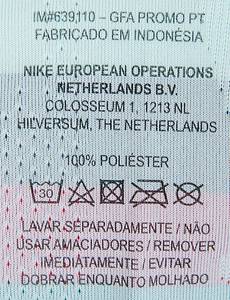 IM#639110 – GFA PROMO PT
FABRICADO EM INDONÉSIA
NIKE EUROPEAN OPERATIONS
NETHERLANDS B.V.
COLOSSEUM 1, 1213 NL
HILVERSUM, THE NETHERLANDS
100% POLIÉSTER
30
LAVAR SEPARADAMENTE / NÃO
USAR AMACIADORES / REMOVER
IMEDIATAMENTE / EVITAR
DOBRAR ENQUANTO MOLHADO